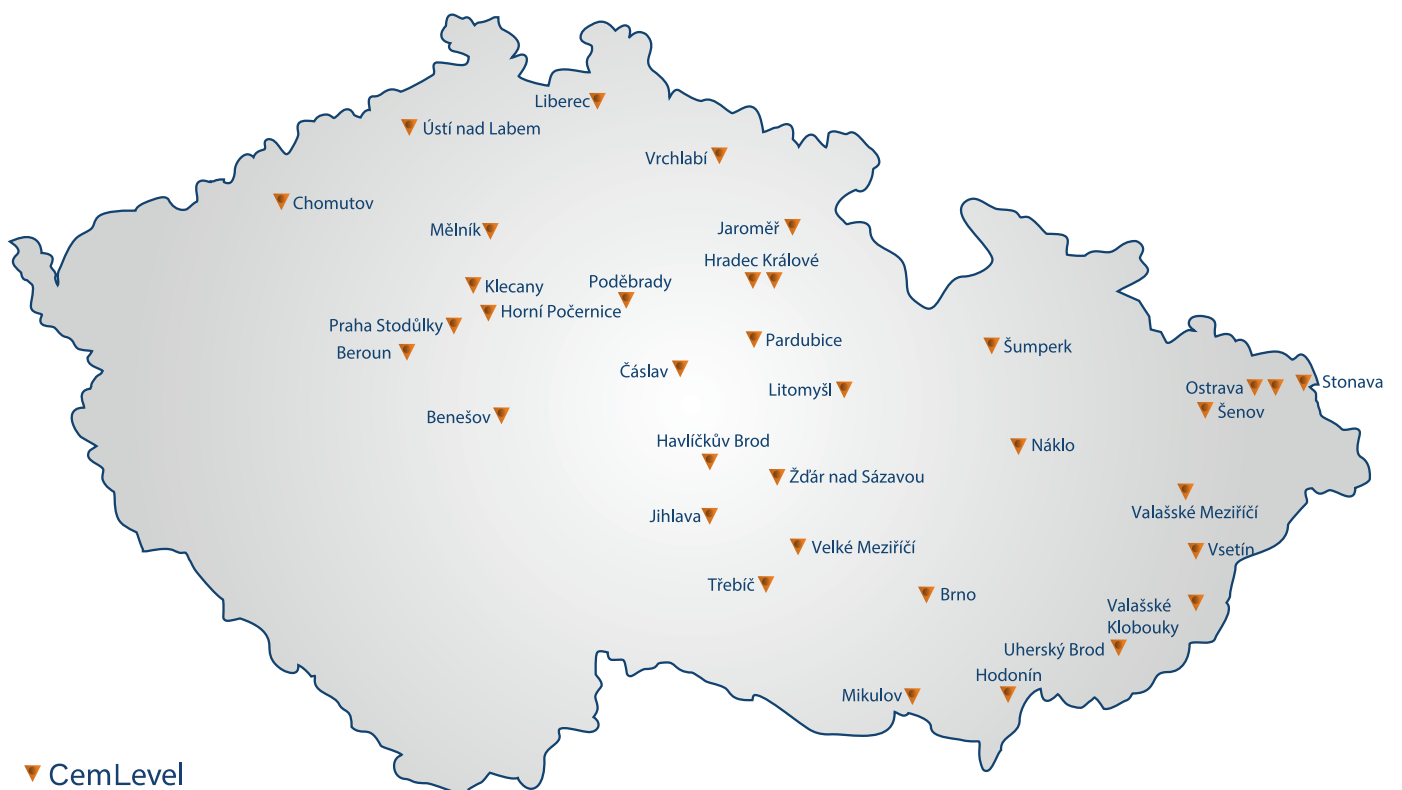 Liberec
Ústí nad Labem
Vrchlabí
Chomutov
Mělník
Jaroměř
Hradec Králové
Klecany
Poděbrady
Horní Počernice
Praha Stodůlky
Beroun
Pardubice
Šumperk
Čáslav
Litomyšl
Ostrava
Stonava
Šenov
Benešov
Havlíčkův Brod
Náklo
Žďár nad Sázavou
Valašské Meziříčí
Jihlava
Velké Meziříčí
Vsetín
Třebíč
Brno
Valašské
Klobouky
Uherský Brod
Hodonín
Mikulov
CemLevel